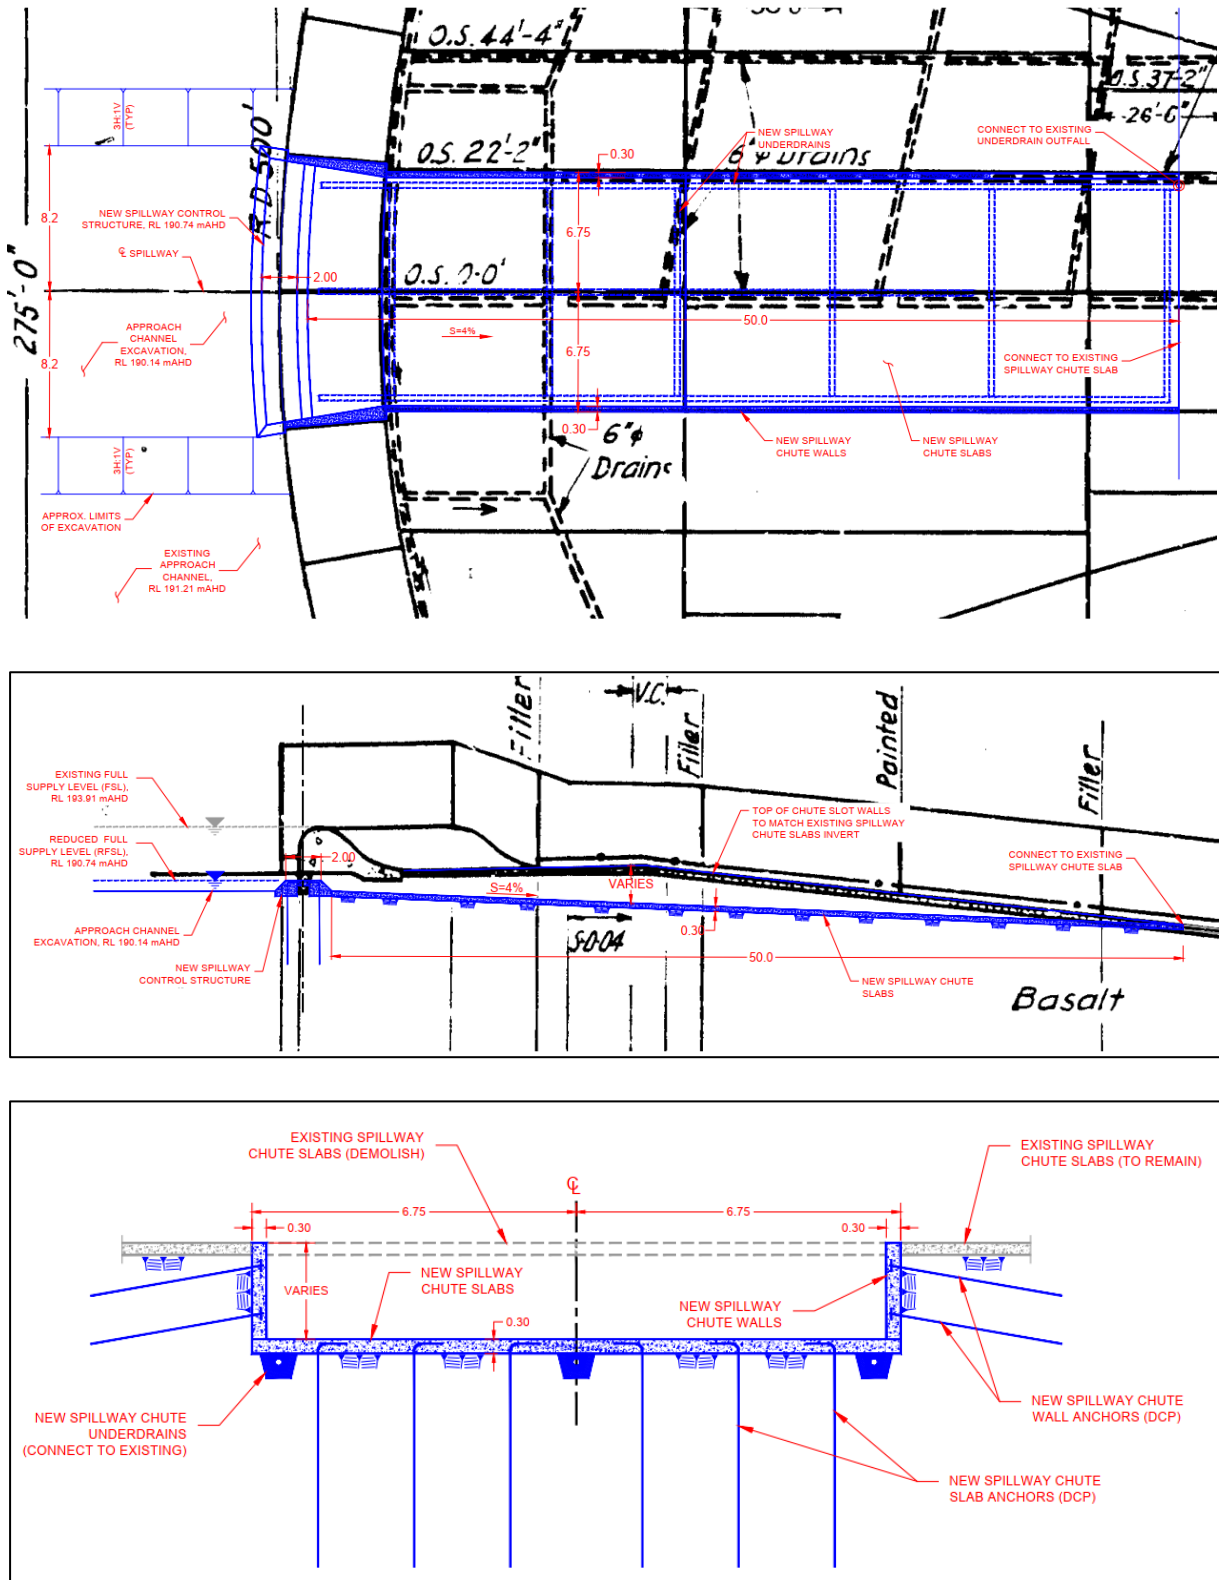 O.S. 44'-4"
O.S. 37'-2"
26'-6"
3H:1V
(TYP)
R.D. 500'
O.S. 22'-2"
0.30
NEW SPILLWAY
UNDERDRAINS
6"φ Drains
CONNECT TO EXISTING
UNDERDRAIN OUTFALL
8.2
NEW SPILLWAY CONTROL
STRUCTURE, RL 190.74 mAHD
℄ SPILLWAY
2.00
6.75
O.S. 0-0'
275'-0"
50.0
APPROACH
CHANNEL
EXCAVATION,
RL 190.14 mAHD
S=4%
6.75
8.2
CONNECT TO EXISTING
SPILLWAY CHUTE SLAB
0.30
6"φ
Drains
NEW SPILLWAY
CHUTE WALLS
NEW SPILLWAY
CHUTE SLABS
3H:1V
(TYP)
APPROX. LIMITS
OF EXCAVATION
EXISTING
APPROACH
CHANNEL,
RL 191.21 mAHD
Filler
V.C.
Filler
Painted
Filler
EXISTING FULL
SUPPLY LEVEL (FSL),
RL 193.91 mAHD
REDUCED FULL
SUPPLY LEVEL (RFSL),
RL 190.74 mAHD
2.00
TOP OF CHUTE SLOT WALLS
TO MATCH EXISTING SPILLWAY
CHUTE SLABS INVERT
CONNECT TO EXISTING
SPILLWAY CHUTE SLAB
VARIES
S=4%
APPROACH CHANNEL
EXCAVATION, RL 190.14 mAHD
0.30
S=0.04
50.0
NEW SPILLWAY
CONTROL STRUCTURE
NEW SPILLWAY CHUTE
SLABS
Basalt
EXISTING SPILLWAY
CHUTE SLABS (DEMOLISH)
EXISTING SPILLWAY
CHUTE SLABS (TO REMAIN)
℄
6.75
6.75
0.30
0.30
VARIES
NEW SPILLWAY
CHUTE SLABS
NEW SPILLWAY
CHUTE WALLS
0.30
NEW SPILLWAY CHUTE
UNDERDRAINS
(CONNECT TO EXISTING)
NEW SPILLWAY CHUTE
WALL ANCHORS (DCP)
NEW SPILLWAY CHUTE
SLAB ANCHORS (DCP)